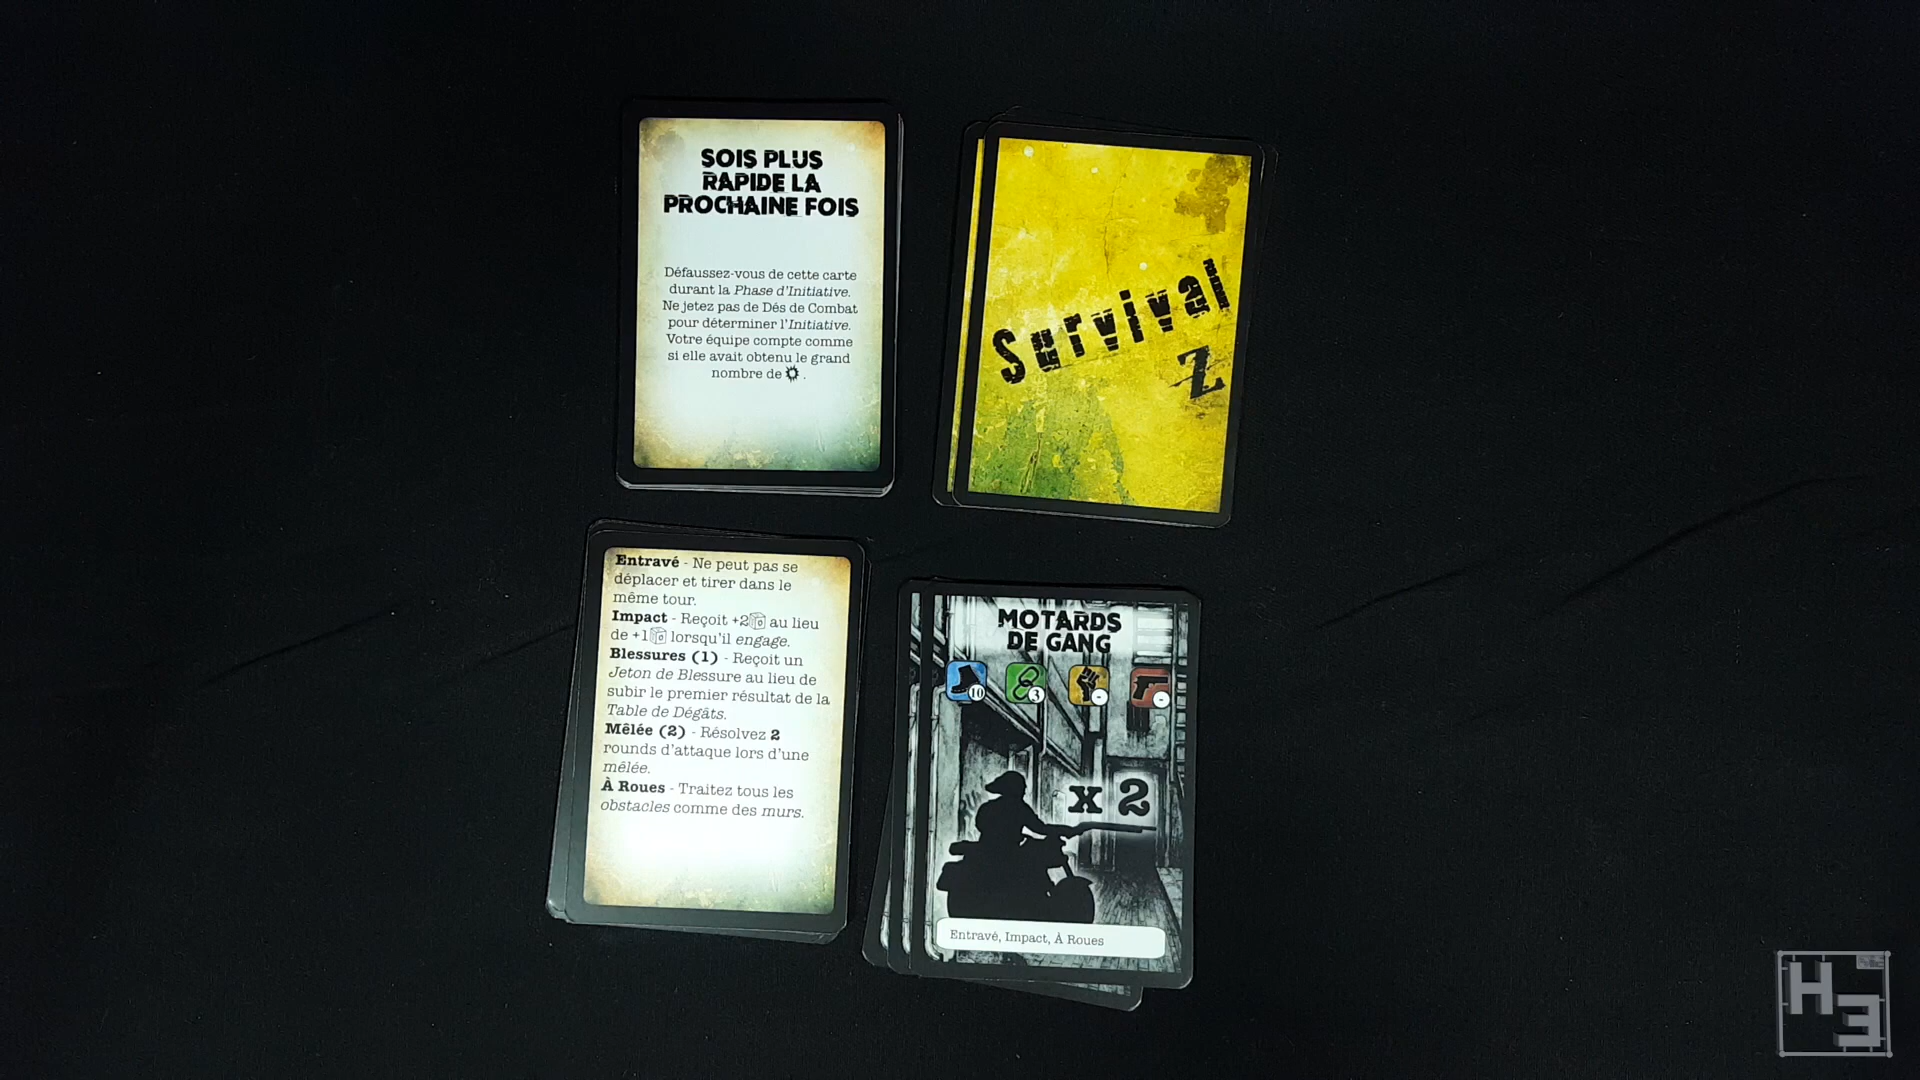 SOIS PLUS
RAPIDE LA
PROCHAINE FOIS
Défaussez-vous de cette carte
durant la Phase d'Initiative.
Ne jetez pas de Dés de Combat
pour déterminer l'Initiative.
Votre équipe compte comme
si elle avait obtenu le grand
nombre de .
Survival
Z
Entravé - Ne peut pas se
déplacer et tirer dans le
même tour.
Impact - Reçoit +2 au lieu
de +1 lorsqu'il engage.
Blessures (1) - Reçoit un
Jeton de Blessure au lieu de
subir le premier résultat de la
Table de Dégâts.
Mêlée (2) - Résolvez 2
rounds d'attaque lors d'une
mêlée.
À Roues - Traitez tous les
obstacles comme des murs.
MOTARDS
DE GANG
10 3 - -
x 2
Entravé, Impact, À Roues
H
E